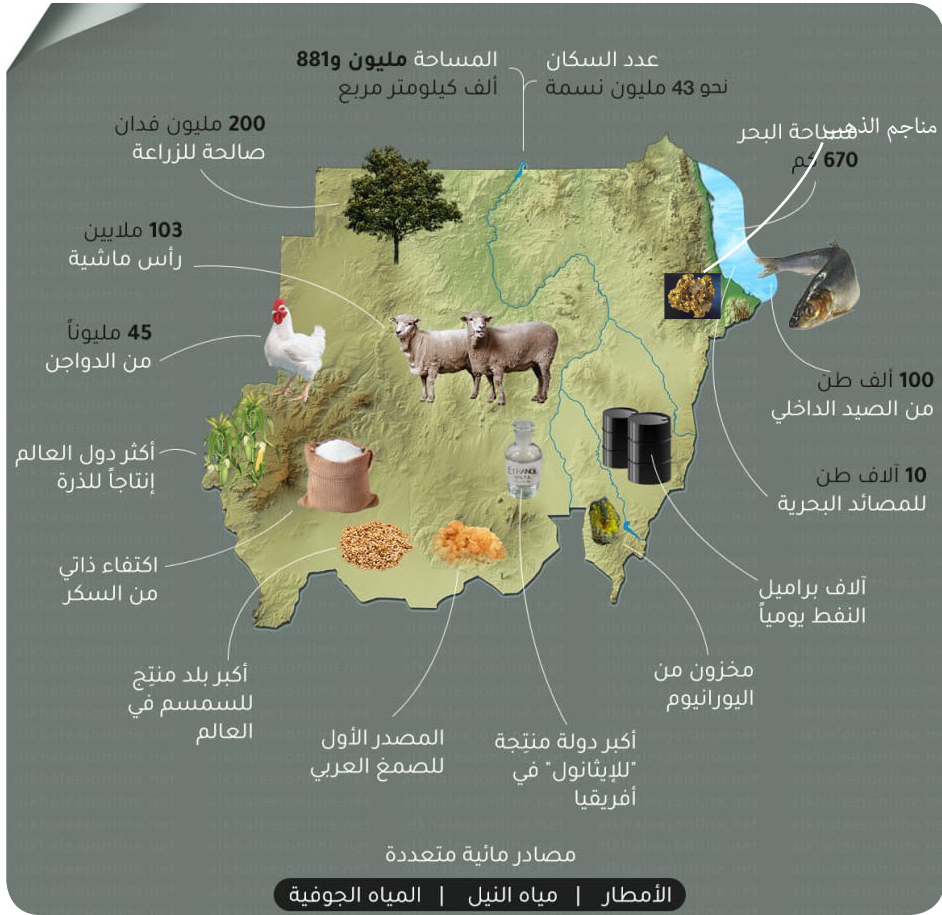 عدد السكان
نحو 43 مليون نسمة
المساحة مليون و881
ألف كيلومتر مربع
مناجم الذهب
مساحة البحر
670 كم
200 مليون فدان
صالحة للزراعة
103 ملايين
رأس ماشية
45 مليوناً
من الدواجن
أكثر دول العالم
إنتاجاً للذرة
اكتفاء ذاتي
من السكر
أكبر بلد منتِج
للسمسم في
العالم
المصدر الأول
للصمغ العربي
ETHANOL
أكبر دولة منتِجة
"للإيثانول" في
أفريقيا
مخزون من
اليورانيوم
آلاف براميل
النفط يومياً
10 آلاف طن
للمصائد البحرية
100 ألف طن
من الصيد الداخلي
مصادر مائية متعددة
الأمطار | مياه النيل | المياه الجوفية
alkhaleejonline.net